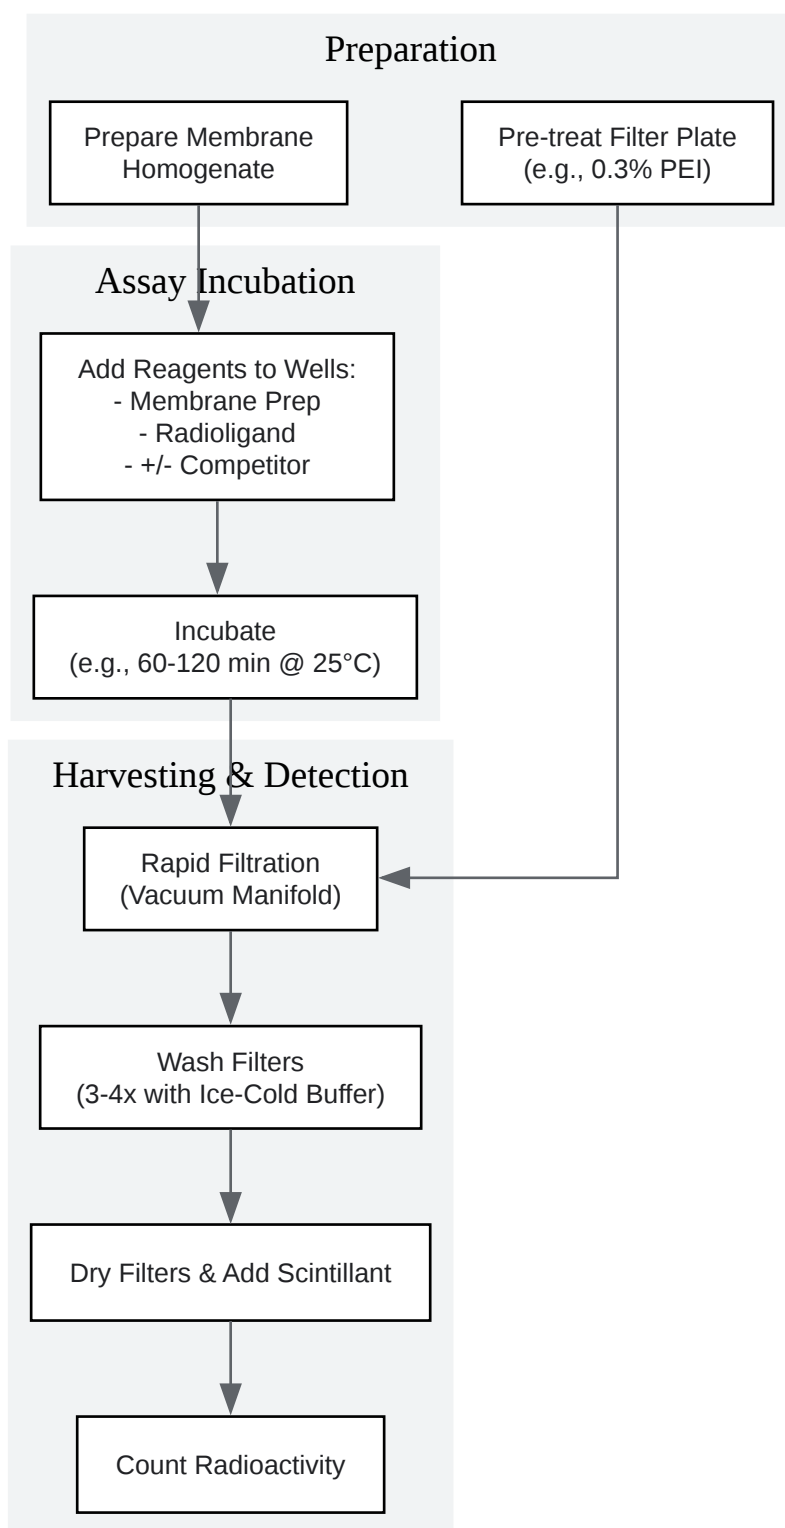 Preparation
Prepare Membrane
Homogenate
Pre-treat Filter Plate
(e.g., 0.3% PEI)
Assay Incubation
Add Reagents to Wells:
- Membrane Prep
- Radioligand
- +/- Competitor
Incubate
(e.g., 60-120 min @ 25°C)
Harvesting & Detection
Rapid Filtration
(Vacuum Manifold)
Wash Filters
(3-4x with Ice-Cold Buffer)
Dry Filters & Add Scintillant
Count Radioactivity